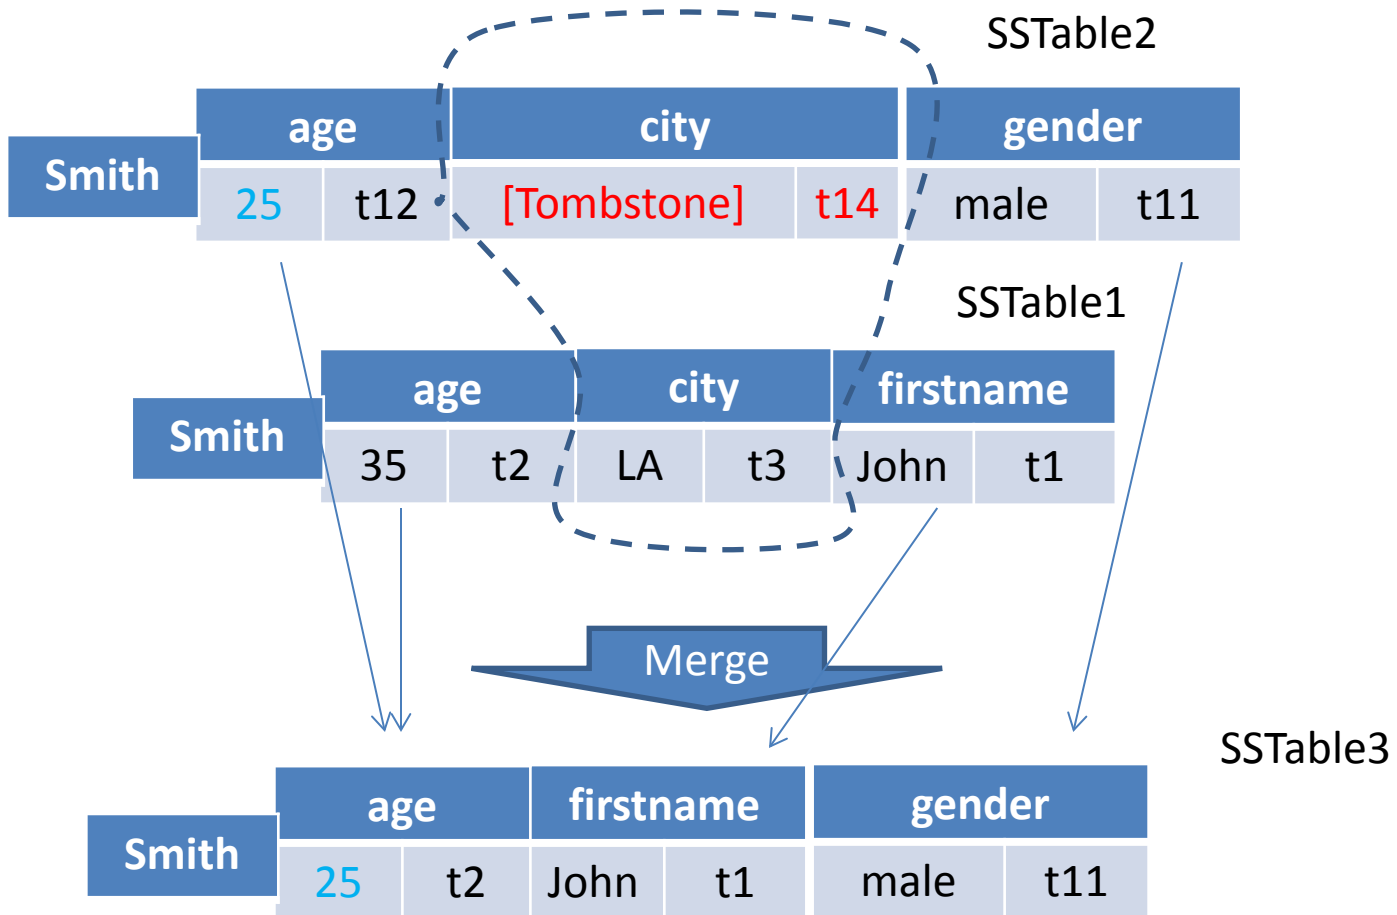 SSTable2
age city gender
Smith
25 t12 [Tombstone] t14 male t11
SSTable1
age city firstname
Smith
35 t2 LA t3 John t1
Merge
SSTable3
age firstname gender
Smith
25 t2 John t1 male t11